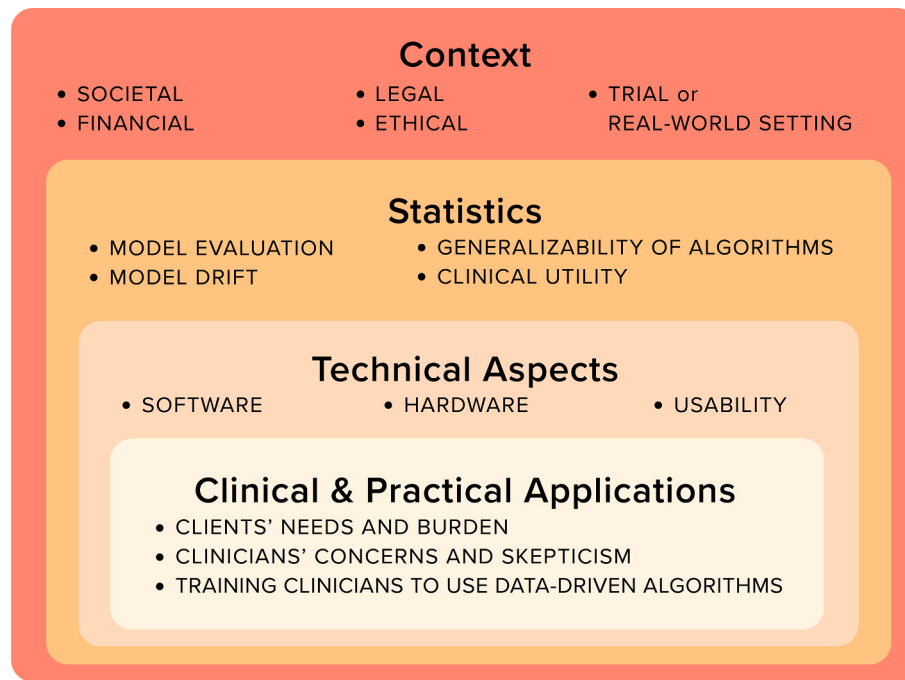 Context
• SOCIETAL
• FINANCIAL
• LEGAL
• ETHICAL
• TRIAL or
REAL-WORLD SETTING
Statistics
• MODEL EVALUATION
• MODEL DRIFT
• GENERALIZABILITY OF ALGORITHMS
• CLINICAL UTILITY
Technical Aspects
• SOFTWARE
• HARDWARE
• USABILITY
Clinical & Practical Applications
• CLIENTS’ NEEDS AND BURDEN
• CLINICIANS’ CONCERNS AND SKEPTICISM
• TRAINING CLINICIANS TO USE DATA-DRIVEN ALGORITHMS